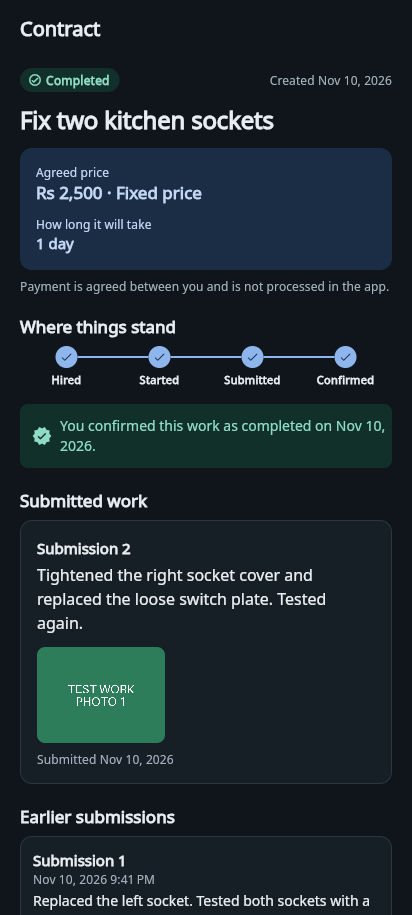 Contract
Completed
Created Nov 10, 2026
Fix two kitchen sockets
Agreed price
Rs 2,500 · Fixed price
How long it will take
1 day
Payment is agreed between you and is not processed in the app.
Where things stand
Hired Started Submitted Confirmed
You confirmed this work as completed on Nov 10,
2026.
Submitted work
Submission 2
Tightened the right socket cover and
replaced the loose switch plate. Tested
again.
TEST WORK
PHOTO 1
Submitted Nov 10, 2026
Earlier submissions
Submission 1
Nov 10, 2026 9:41 PM
Replaced the left socket. Tested both sockets with a